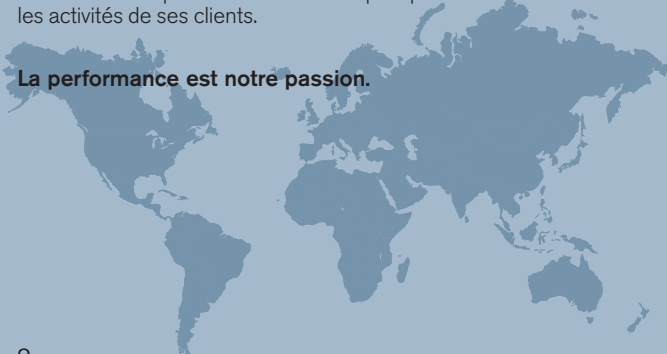 les activités de ses clients.
La performance est notre passion.